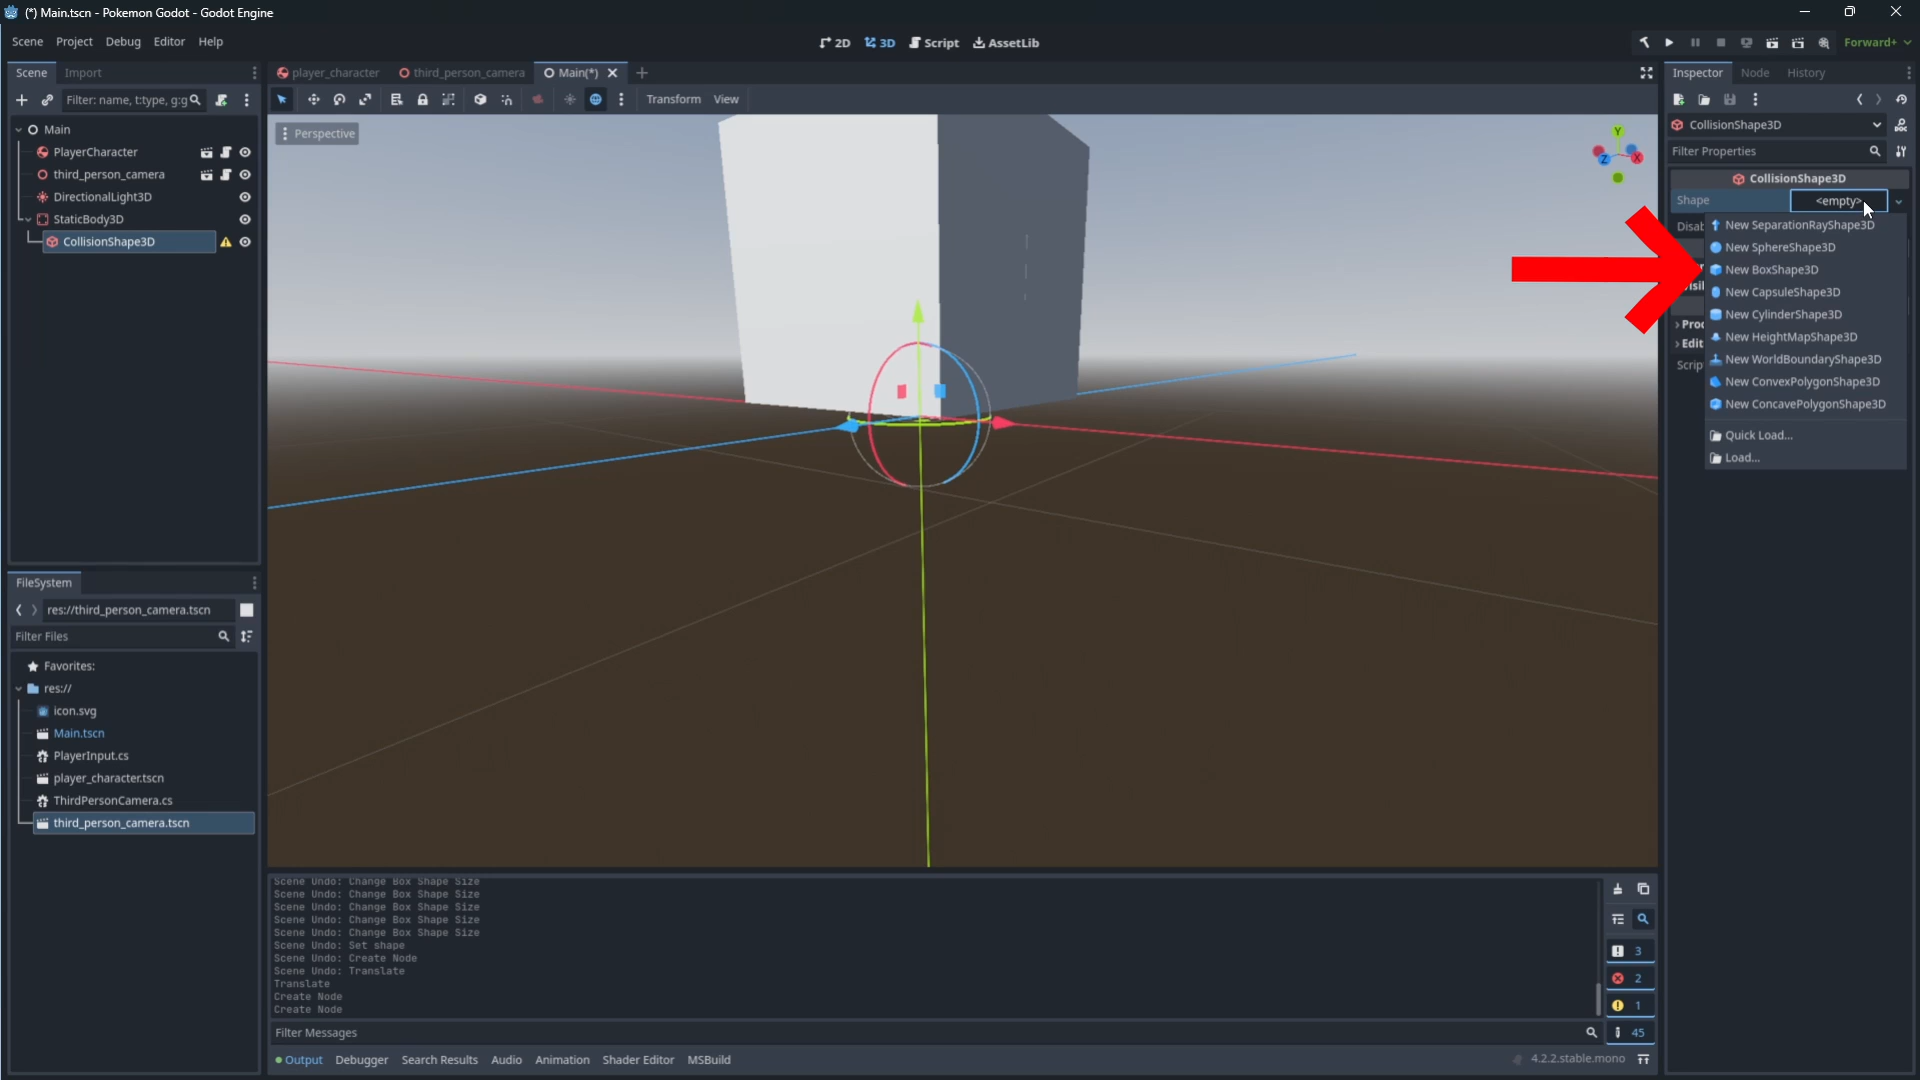 (*) Main.tscn - Pokemon Godot - Godot Engine
Scene Project Debug Editor Help
2D 3D Script AssetLib
Forward+
Scene Import
Filter: name, t:type, g:g
Main
PlayerCharacter
third_person_camera
DirectionalLight3D
StaticBody3D
CollisionShape3D
FileSystem
res://third_person_camera.tscn
Filter Files
Favorites:
res://
icon.svg
Main.tscn
PlayerInput.cs
player_character.tscn
ThirdPersonCamera.cs
third_person_camera.tscn
player_character third_person_camera Main(*)
Transform View
Perspective
Y
Z
X
Scene Undo: Change Box Shape Size
Scene Undo: Change Box Shape Size
Scene Undo: Change Box Shape Size
Scene Undo: Change Box Shape Size
Scene Undo: Change Box Shape Size
Scene Undo: Set shape
Scene Undo: Create Node
Scene Undo: Translate
Translate
Create Node
Create Node
3
2
1
45
Filter Messages
Output Debugger Search Results Audio Animation Shader Editor MSBuild
4.2.2.stable.mono
Inspector Node History
CollisionShape3D
Filter Properties
CollisionShape3D
Shape <empty>
Disab
New SeparationRayShape3D
New SphereShape3D
New BoxShape3D
New CapsuleShape3D
New CylinderShape3D
New HeightMapShape3D
New WorldBoundaryShape3D
New ConvexPolygonShape3D
New ConcavePolygonShape3D
Quick Load...
Load...
Proc
Edit
Scrip